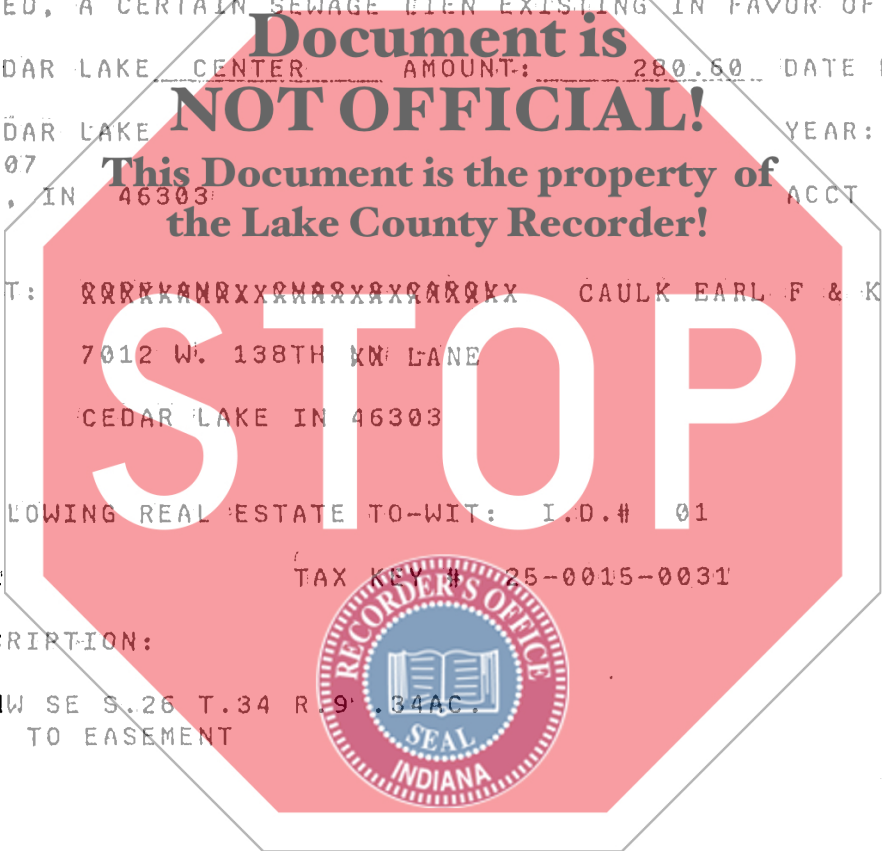 ED, A CERTAIN SEWAGE LIEN EXISTING IN FAVOR OF
Document is
DAR LAKE CENTER AMOUNT: 280.60 DATE
NOT OFFICIAL!
DAR LAKE YEAR:
07
This Document is the property of
, IN 46303 ACCT
the Lake County Recorder!
T: CAULK EARL F & K
7012 W. 138TH LANE
CEDAR LAKE IN 46303
STOP
LOWING REAL ESTATE TO-WIT: I.D.# 01
TAX KEY # 25-0015-0031
RECORDER'S OFFICE
RIPTION:
W SE S.26 T.34 R.9 .34AC.
TO EASEMENT
SEAL
INDIANA